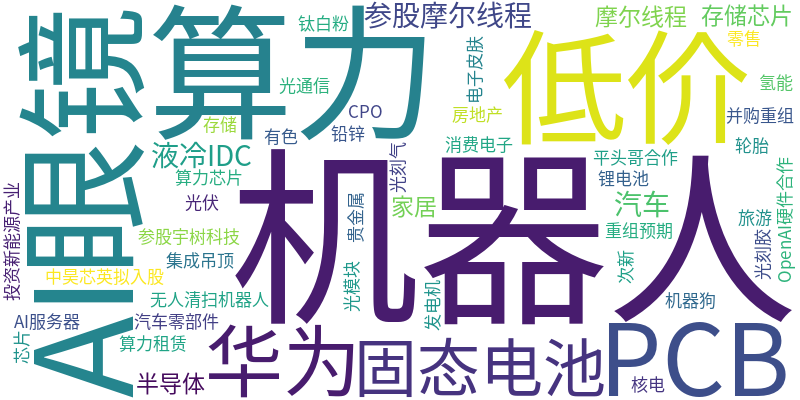 AI眼镜
算力
钛白粉
参股摩尔线程
摩尔线程
存储芯片
零售
低价
电子皮肤
氢能
光通信
CPO
房地产
并购重组
存储
有色
铅锌
光刻气
消费电子
轮胎
液冷IDC
平头哥合作
算力芯片
锂电池
OpenAI硬件合作
机器人
光伏
贵金属
家居
汽车
旅游
光刻胶
投资新能源产业
参股宇树科技
重组预期
集成吊顶
次新
中昊芯英拟入股
光模块
发电机
无人清扫机器人
机器狗
AI服务器
汽车零部件
华为
固态电池
PCB
芯片
算力租赁
半导体
核电